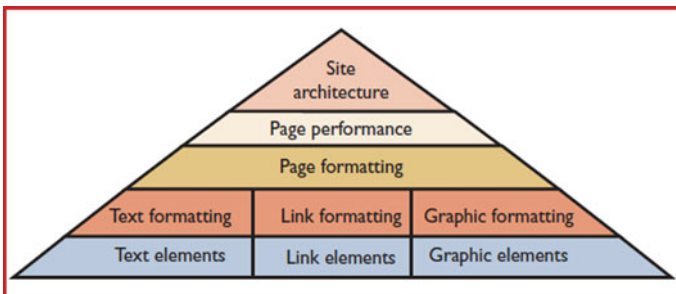 Site
architecture
Page performance
Page formatting
Text formatting Link formatting Graphic formatting
Text elements Link elements Graphic elements